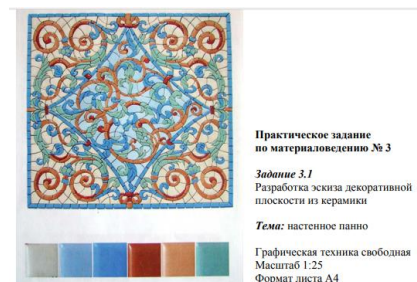 Практическое задание
по материаловедению № 3
Задание 3.1
Разработка эскиза декоративной
плоскости из керамики
Тема: настенное панно
Графическая техника свободная
Масштаб 1:25
Формат листа А4